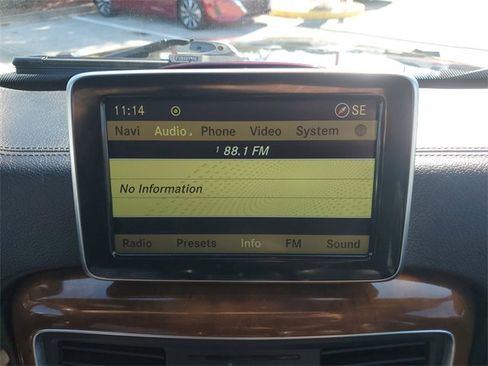 11:14 SE
Navi Audio Phone Video System
1 88.1 FM
No Information
Radio Presets Info FM Sound